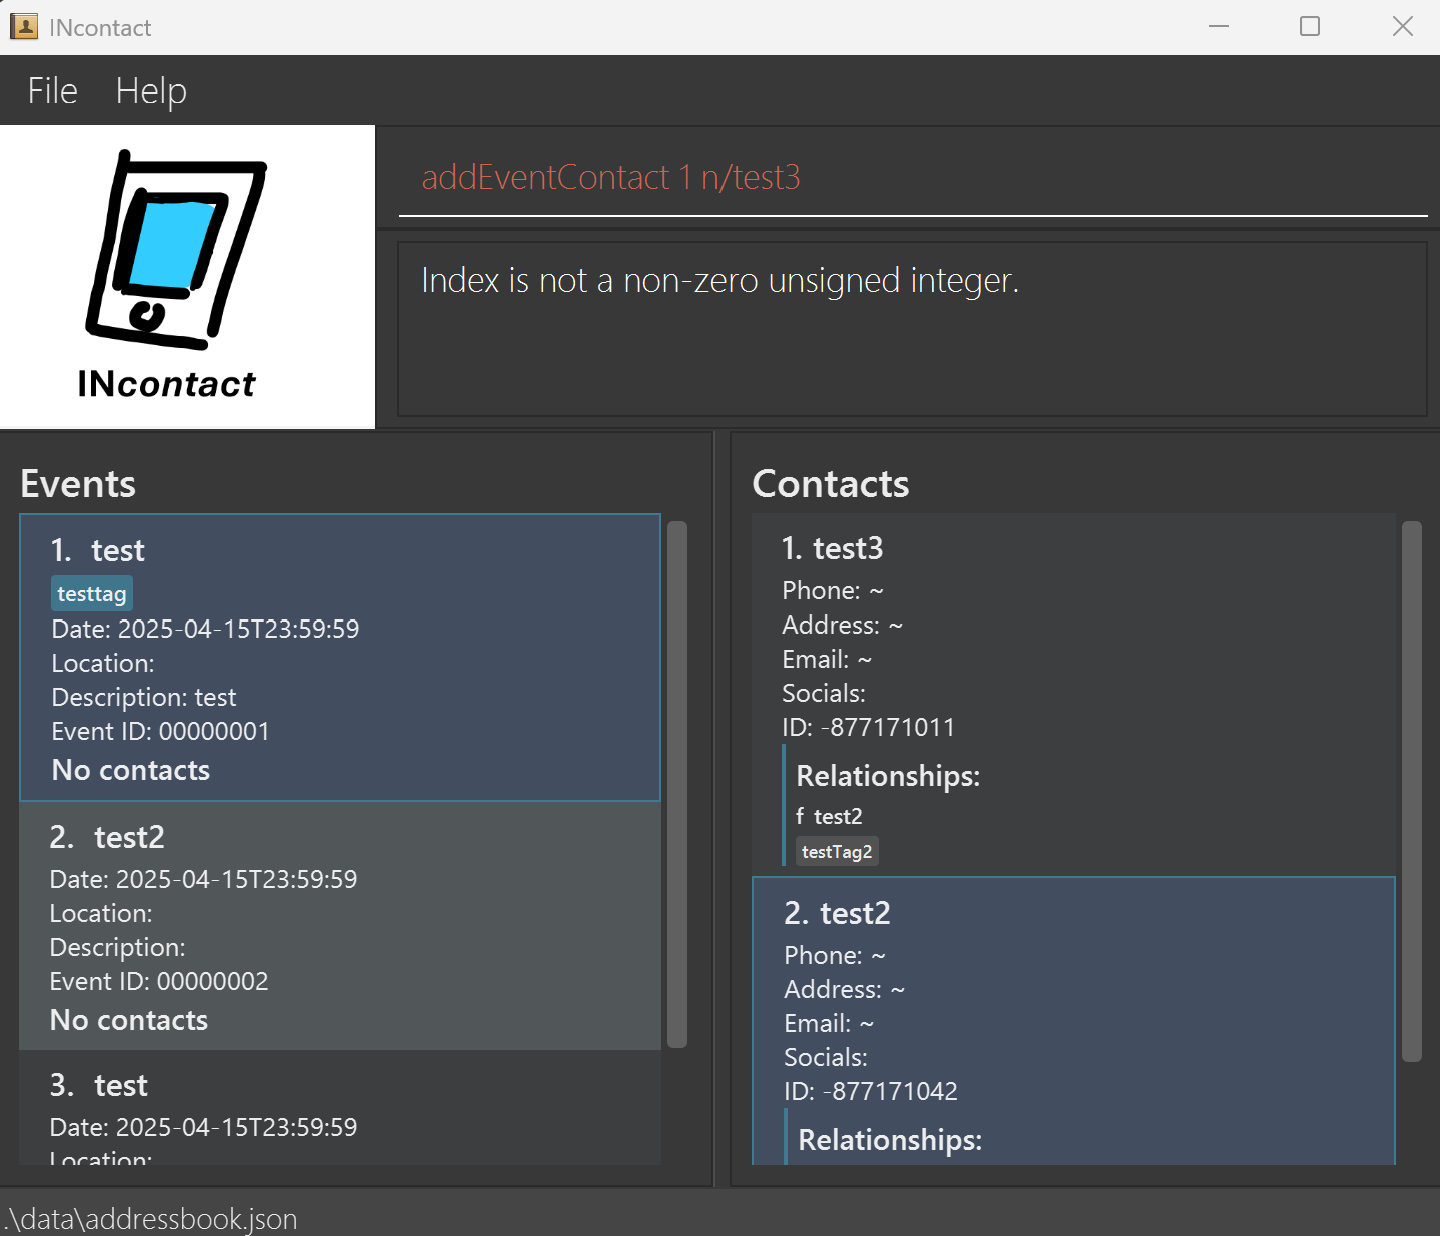 INcontact
File Help
addEventContact 1 n/test3
Index is not a non-zero unsigned integer.
INcontact
Events
1. test
testtag
Date: 2025-04-15T23:59:59
Location:
Description: test
Event ID: 00000001
No contacts
2. test2
Date: 2025-04-15T23:59:59
Location:
Description:
Event ID: 00000002
No contacts
3. test
Date: 2025-04-15T23:59:59
Location:
Contacts
1. test3
Phone: ~
Address: ~
Email: ~
Socials:
ID: -877171011
Relationships:
f test2
testTag2
2. test2
Phone: ~
Address: ~
Email: ~
Socials:
ID: -877171042
Relationships:
.\data\addressbook.json